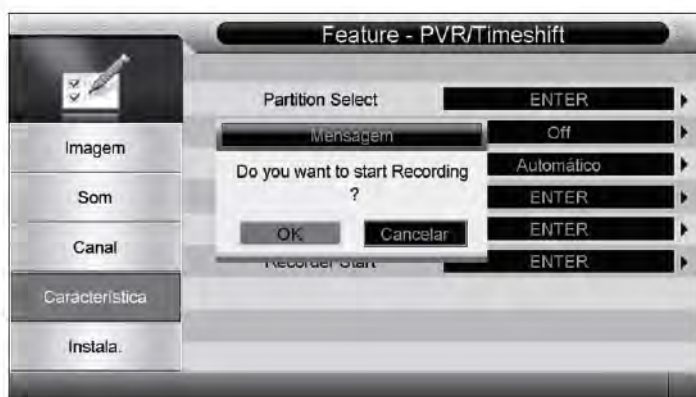 Feature - PVR/Timeshift
Partition Select ENTER
Mensagem
Off
Do you want to start Recording
?
Automático
OK Cancelar
ENTER
ENTER
Recorder Start ENTER
Imagem
Som
Canal
Característica
Instala.